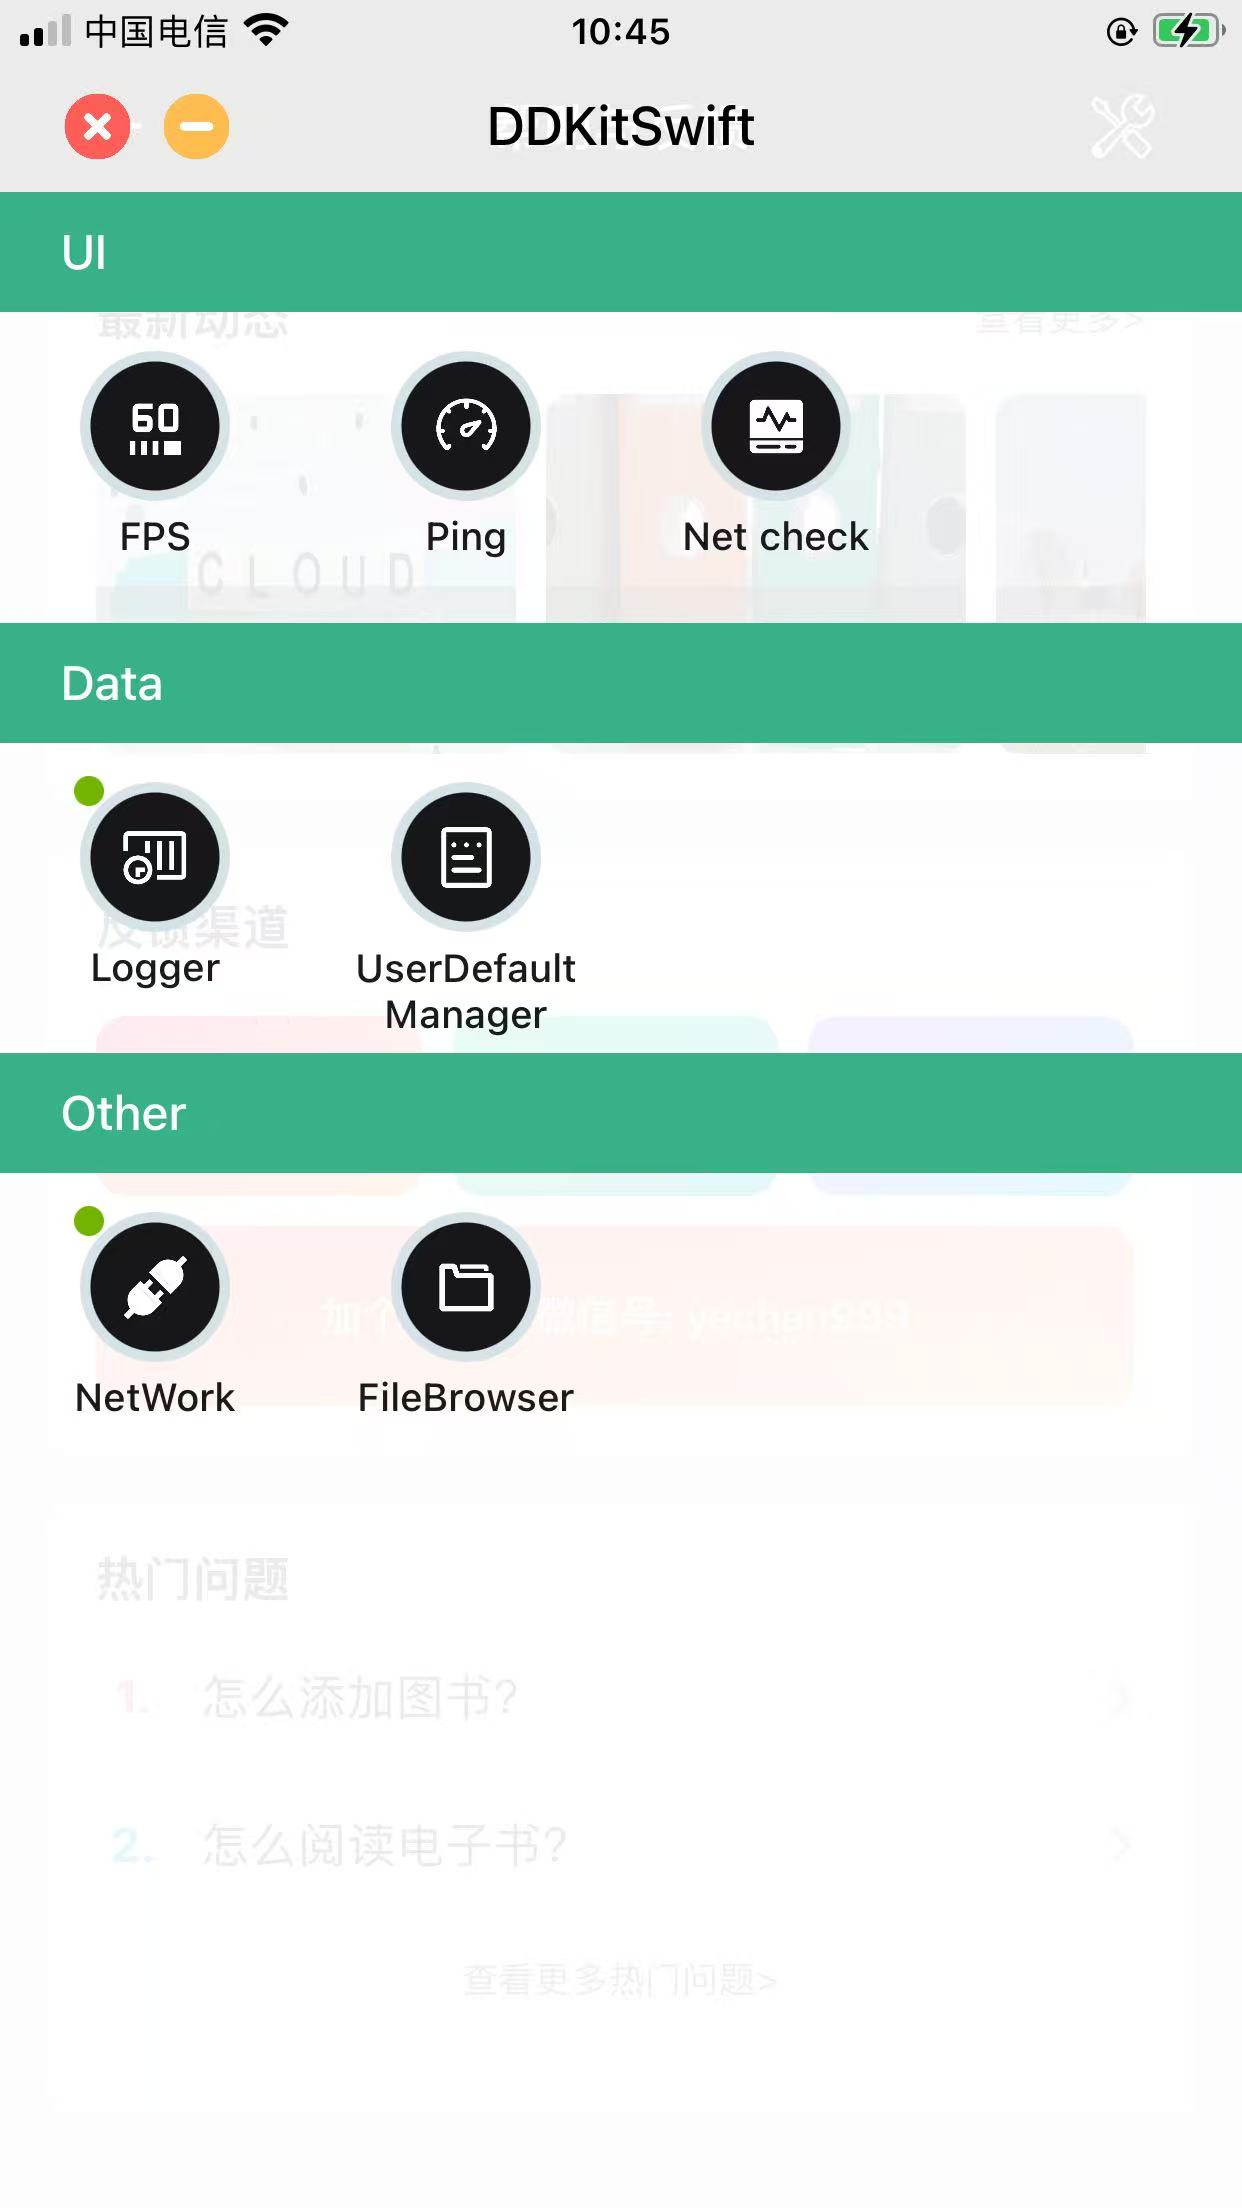 中国电信
10:45
DDKitSwift
UI
最新动态
查看更多>
60
FPS
Ping
Net check
CLOUD
Data
反馈渠道
Logger
UserDefault
Manager
Other
微信号: yeuhan999
NetWork
FileBrowser
热门问题
1. 怎么添加图书?
2. 怎么阅读电子书?
查看更多热门问题>